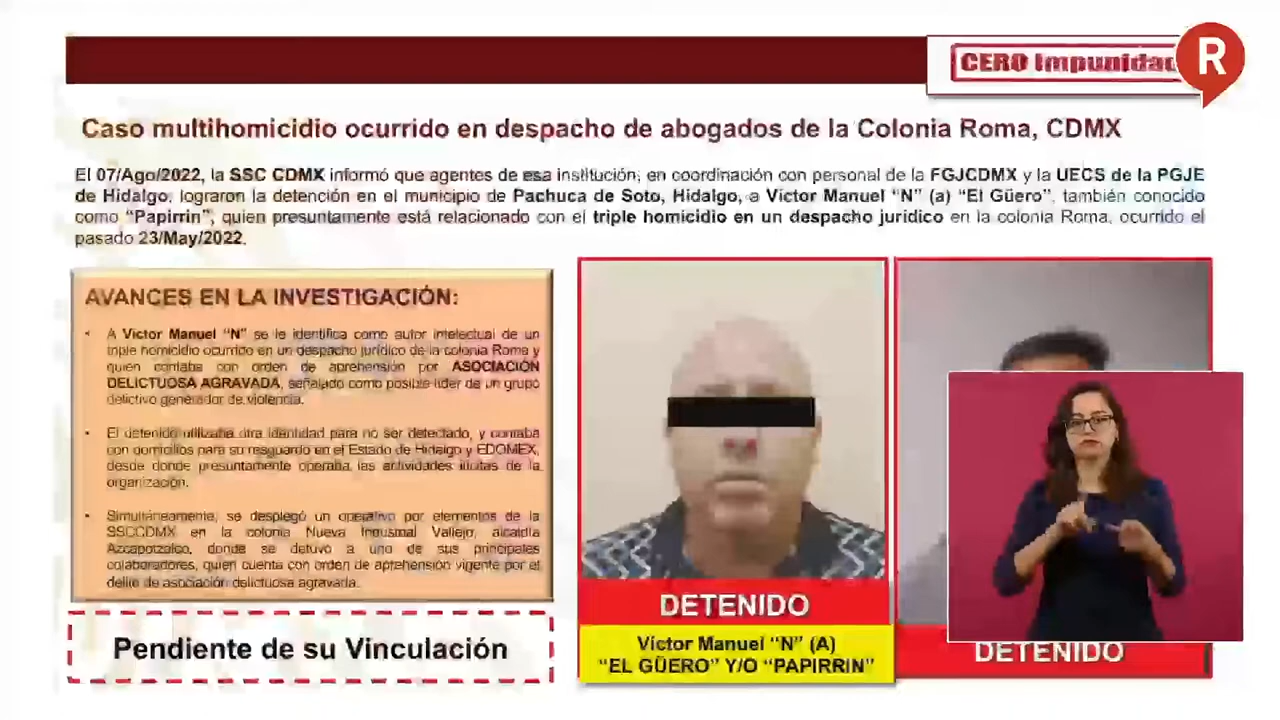 CERO Impunidad
R
Caso multihomicidio ocurrido en despacho de abogados de la Colonia Roma, CDMX
El 07/Ago/2022, la SSC CDMX informó que agentes de esa institución, en coordinación con personal de la FGJCDMX y la UECS de la PGJE
de Hidalgo, lograron la detención en el municipio de Pachuca de Soto, Hidalgo, a Víctor Manuel “N” (a) “El Güero”, también conocido
como “Papirrin”, quien presuntamente está relacionado con el triple homicidio en un despacho jurídico en la colonia Roma, ocurrido el
pasado 23/May/2022.
AVANCES EN LA INVESTIGACIÓN:
• A Víctor Manuel “N” se le identifica como autor intelectual de un
triple homicidio ocurrido en un despacho jurídico de la colonia Roma y
quien contaba con orden de aprehensión por ASOCIACIÓN
DELICTUOSA AGRAVADA, señalado como posible líder de un grupo
delictivo generador de violencia.
• El detenido utilizaba otra identidad para no ser detectado, y contaba
con domicilios para su resguardo en el Estado de Hidalgo y EDOMEX,
desde donde presuntamente operaba las actividades ilícitas de la
organización.
• Simultáneamente, se desplegó un operativo por elementos de la
SSCCDMX en la colonia Nueva Industrial Vallejo, alcaldía
Azcapotzalco, donde se detuvo a uno de sus principales
colaboradores, quien cuenta con orden de aprehensión vigente por el
delito de asociación delictuosa agravada.
Pendiente de su Vinculación
DETENIDO
Víctor Manuel “N” (A)
“EL GÜERO” Y/O “PAPIRRIN”
DETENIDO